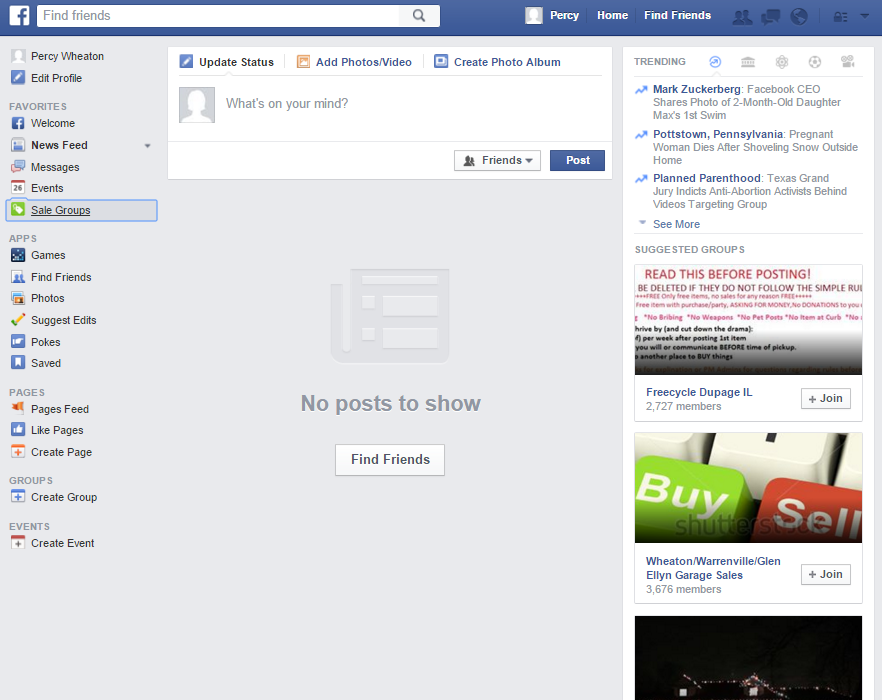 Find friends
Percy
Home
Find Friends
Percy Wheaton
Edit Profile
FAVORITES
Welcome
News Feed
Messages
26 Events
Sale Groups
APPS
Games
Find Friends
Photos
Suggest Edits
Pokes
Saved
PAGES
Pages Feed
Like Pages
Create Page
GROUPS
Create Group
EVENTS
Create Event
Update Status
Add Photos/Video
Create Photo Album
What's on your mind?
Friends
Post
No posts to show
Find Friends
TRENDING
Mark Zuckerberg: Facebook CEO
Shares Photo of 2-Month-Old Daughter
Max's 1st Swim
Pottstown, Pennsylvania: Pregnant
Woman Dies After Shoveling Snow Outside
Home
Planned Parenthood: Texas Grand
Jury Indicts Anti-Abortion Activists Behind
Videos Targeting Group
See More
SUGGESTED GROUPS
READ THIS BEFORE POSTING!
BE DELETED IF THEY DO NOT FOLLOW THE SIMPLE RUL
+++FREE Only free items, no sales for any reason FREE+++++
Free item with purchase/party, ASKING FOR MONEY,No DONATIONS to you
*No Bribing *No Weapons *No Pet Posts *No Item at Curb *No
hrive by (and cut down the drama):
f) per week after posting 1st item
you will or communicate BEFORE time of pickup.
another place to BUY things
Freecycle Dupage IL
2,727 members
+ Join
Buy
Sell
shutterstock
Wheaton/Warrenville/Glen
Ellyn Garage Sales
3,676 members
+ Join